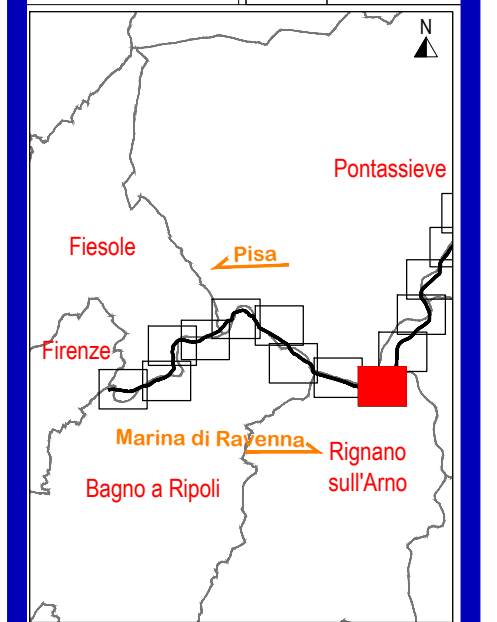 N
Pontassieve
Fiesole
Pisa
Firenze
Marina di Ravenna
Rignano
sull'Arno
Bagno a Ripoli